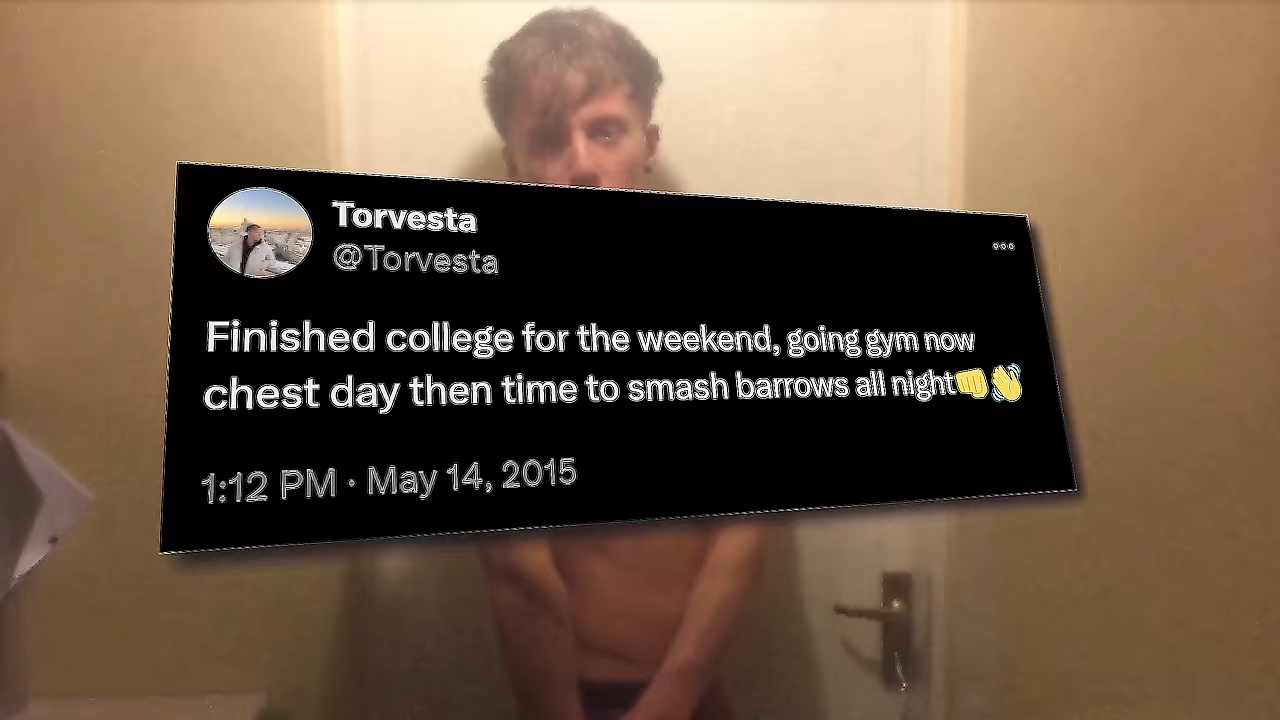 Torvesta
@Torvesta
Finished college for the weekend, going gym now
chest day then time to smash barrows all night👊👋
1:12 PM · May 14, 2015